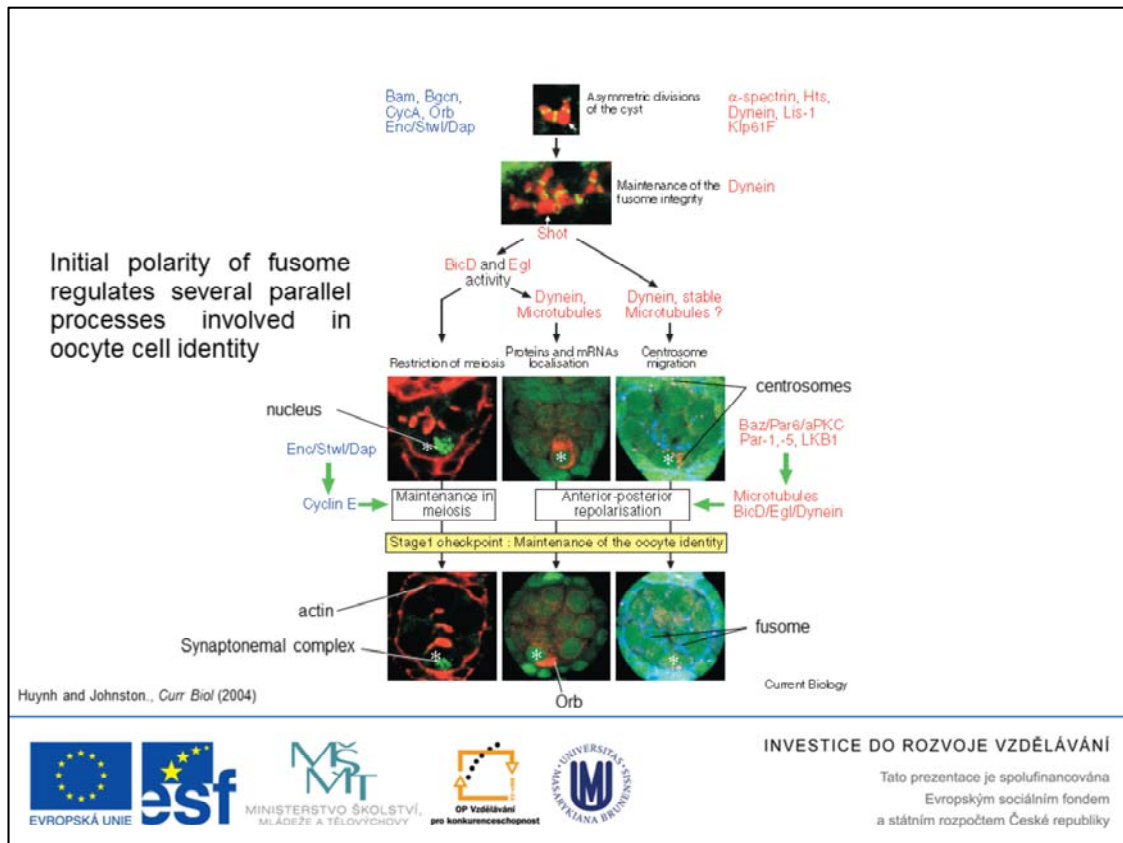 Bam, Bgcn,
CycA, Orb
Enc/Stwl/Dap
Asymmetric divisions
of the cyst
α-spectrin, Hts,
Dynein, Lis-1
Klp61F
Maintenance of the
fusome integrity
Dynein
Shot
Initial polarity of fusome
regulates several parallel
processes involved in
oocyte cell identity
BicD and Egl
activity
Dynein,
Microtubules
Dynein, stable
Microtubules ?
Restriction of meiosis
Proteins and mRNAs
localisation
Centrosome
migration
nucleus
centrosomes
Enc/Stwl/Dap
Cyclin E
Baz/Par6/aPKC
Par-1,-5, LKB1
Microtubules
BicD/Egl/Dynein
Maintenance in
meiosis
Anterior-posterior
repolarisation
Stage1 checkpoint : Maintenance of the oocyte identity
actin
Synaptonemal complex
fusome
Orb
Current Biology
Huynh and Johnston., Curr Biol (2004)
EVROPSKÁ UNIE
esf
MŠMT
MINISTERSTVO ŠKOLSTVÍ,
MLÁDEŽE A TĚLOVÝCHOVY
OP Vzdělávání
pro konkurenceschopnost
UNIVERSITAS
MASARYKIANA BRUNENSIS
INVESTICE DO ROZVOJE VZDĚLÁVÁNÍ
Tato prezentace je spolufinancována
Evropským sociálním fondem
a státním rozpočtem České republiky